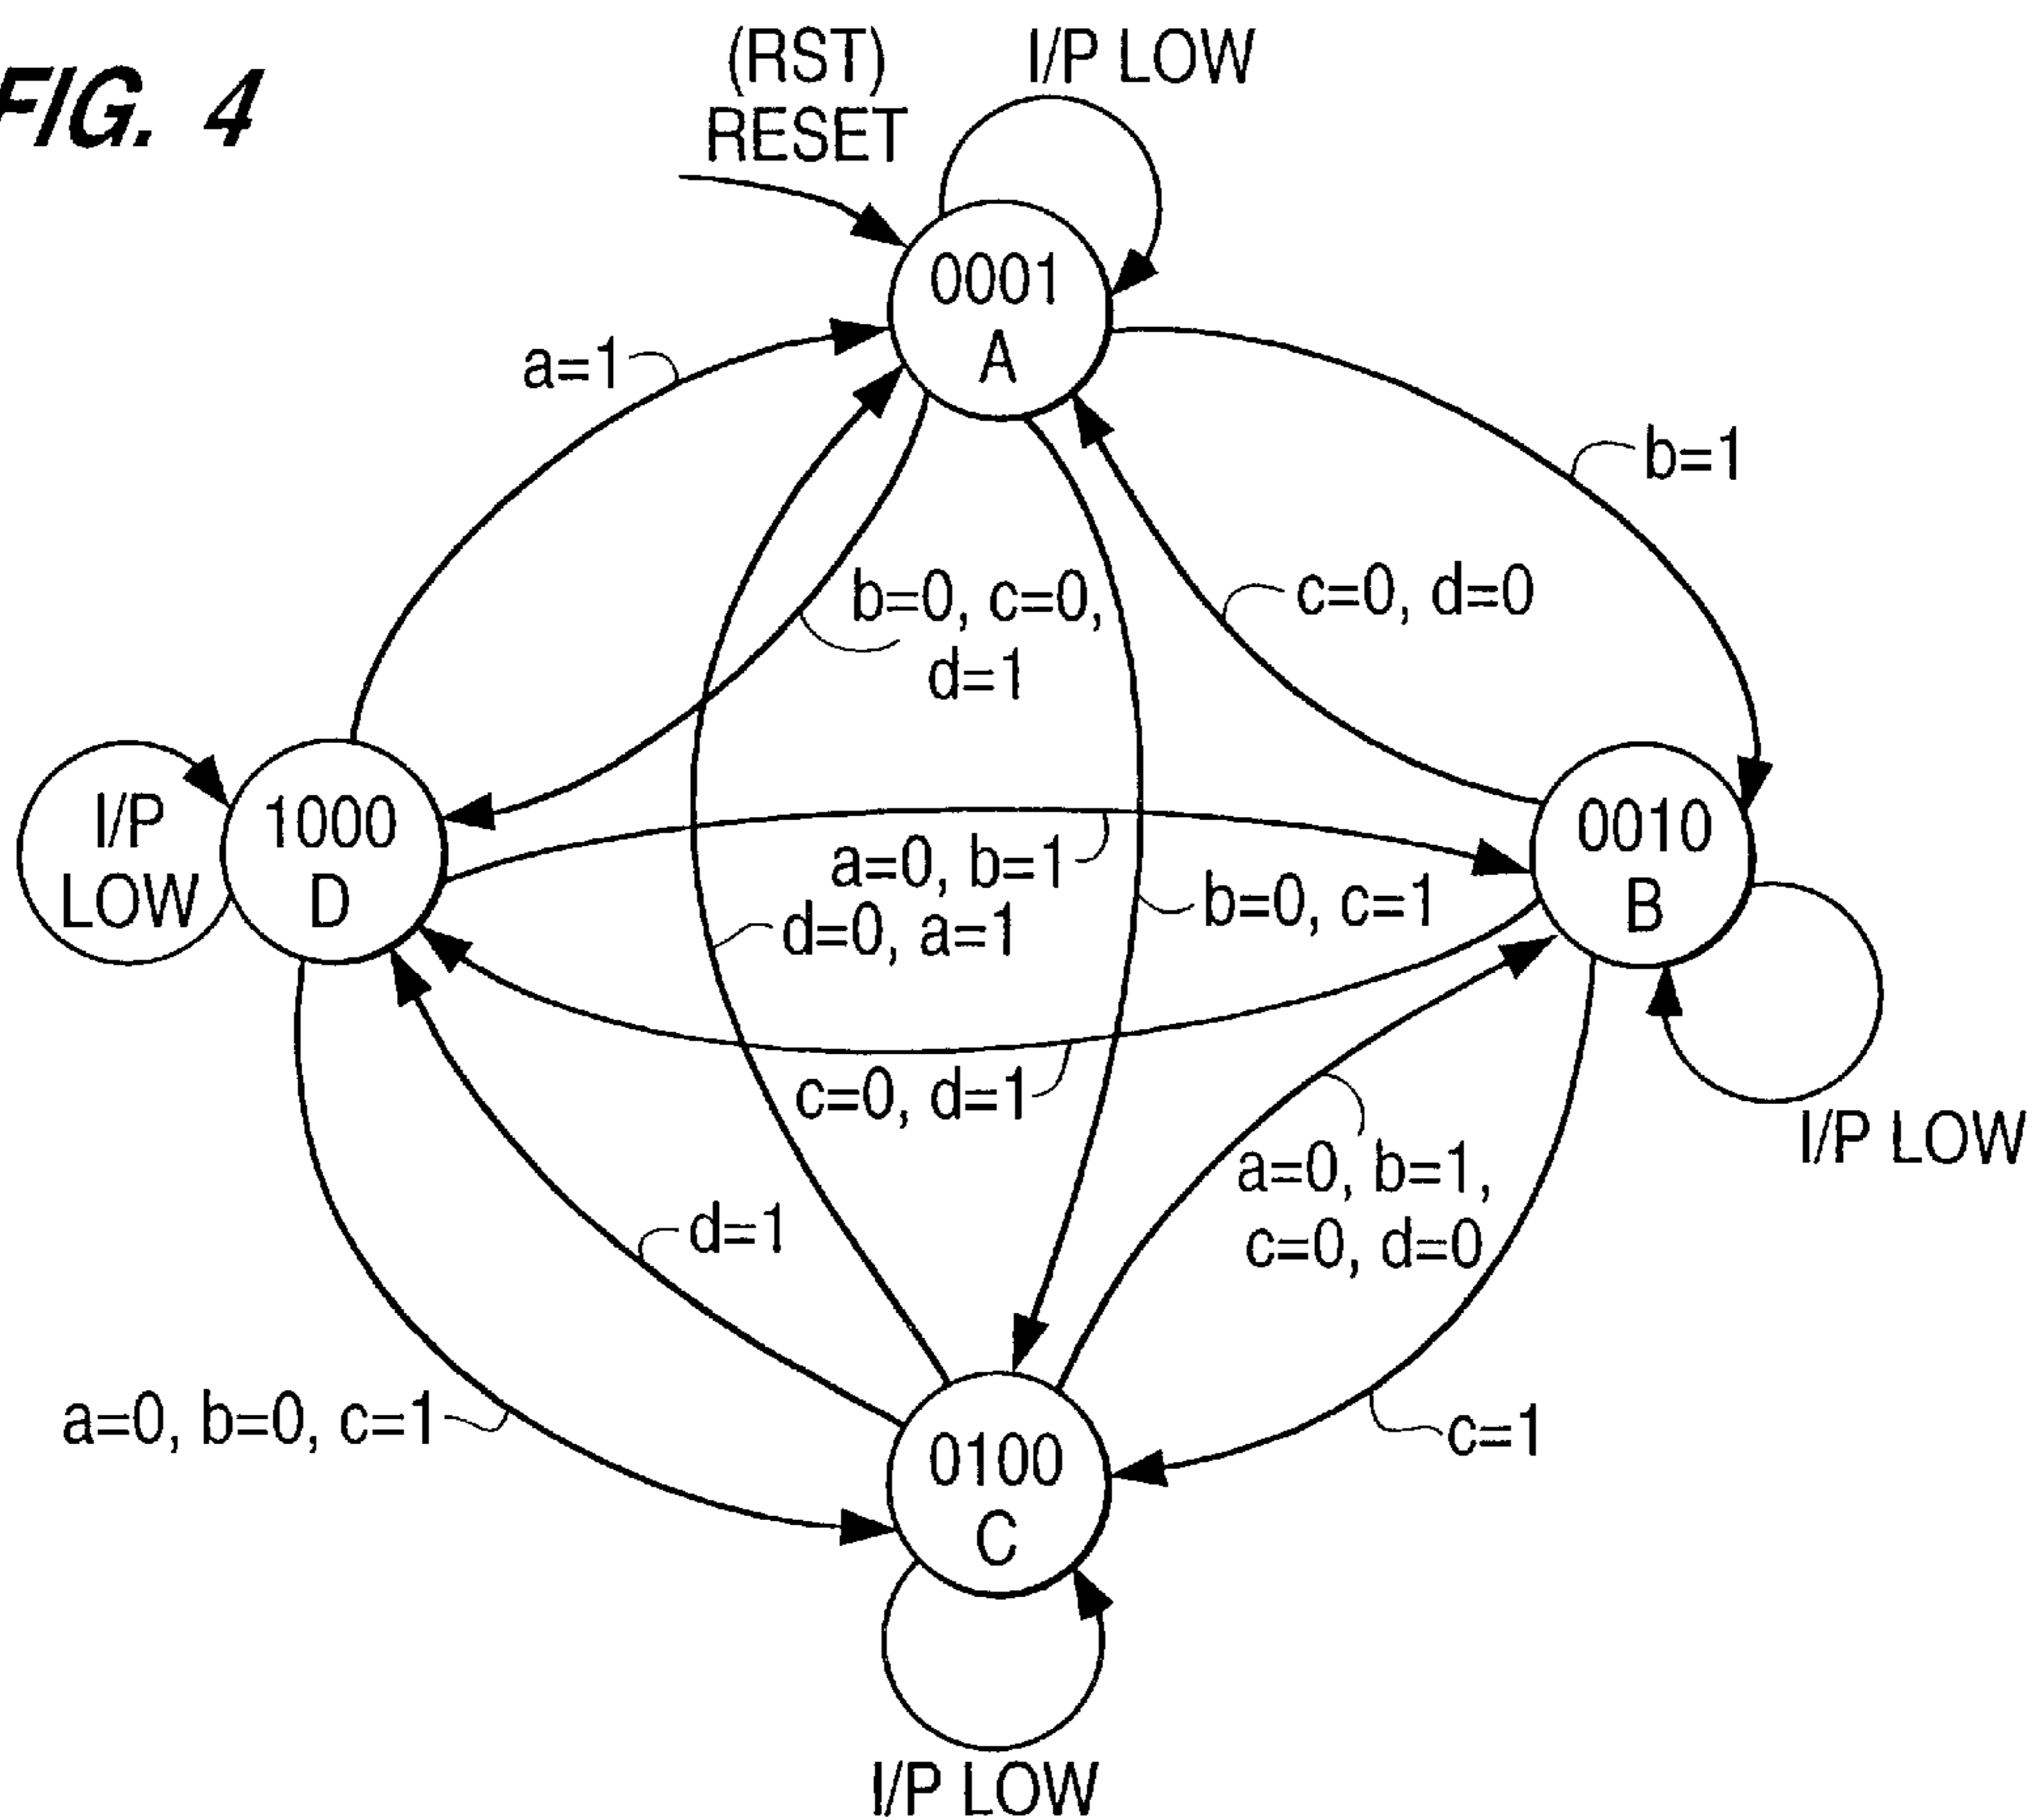 FIG. 4
(RST)
RESET
I/P LOW
0001
A
a=1
b=1
b=0, c=0,
d=1
c=0, d=0
I/P
LOW
1000
D
0010
B
a=0, b=1
b=0, c=1
d=0, a=1
c=0, d=1
I/P LOW
a=0, b=1,
c=0, d=0
d=1
a=0, b=0, c=1
c=1
0100
C
I/P LOW